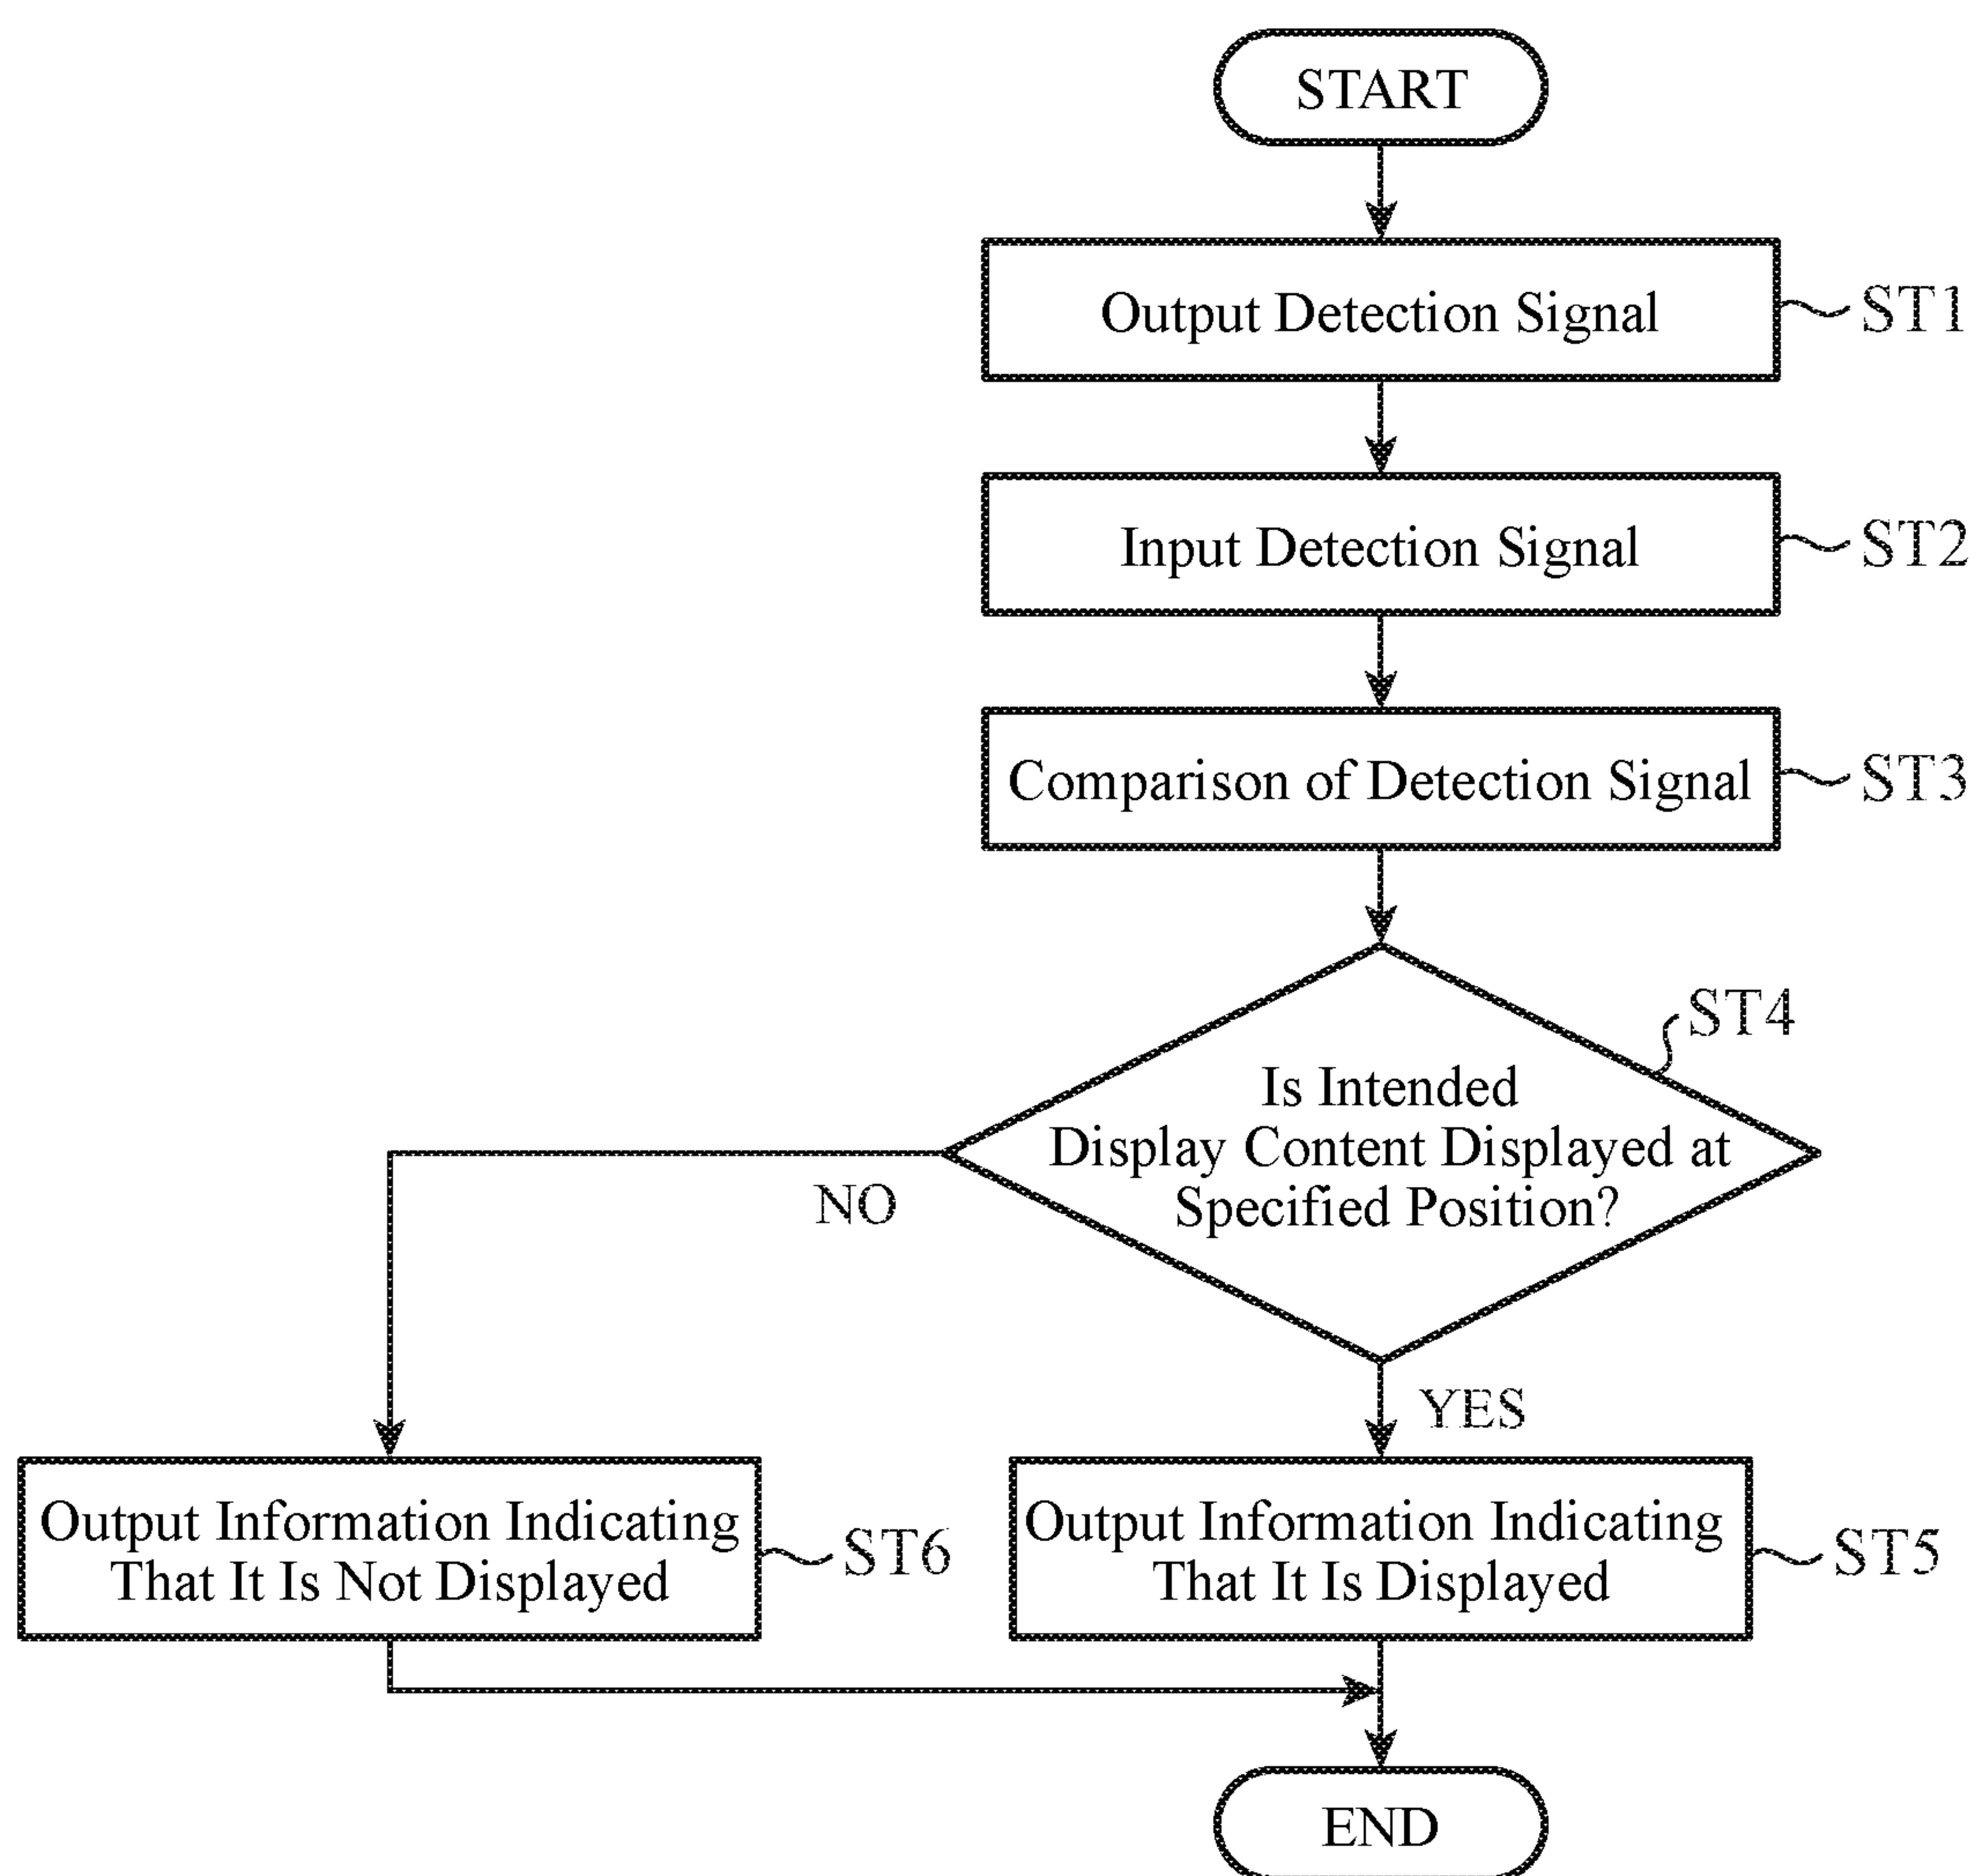 START
Output Detection Signal
ST1
Input Detection Signal
ST2
Comparison of Detection Signal
ST3
ST4
Is Intended
Display Content Displayed at
Specified Position?
NO
YES
Output Information Indicating
That It Is Not Displayed
ST6
Output Information Indicating
That It Is Displayed
ST5
END